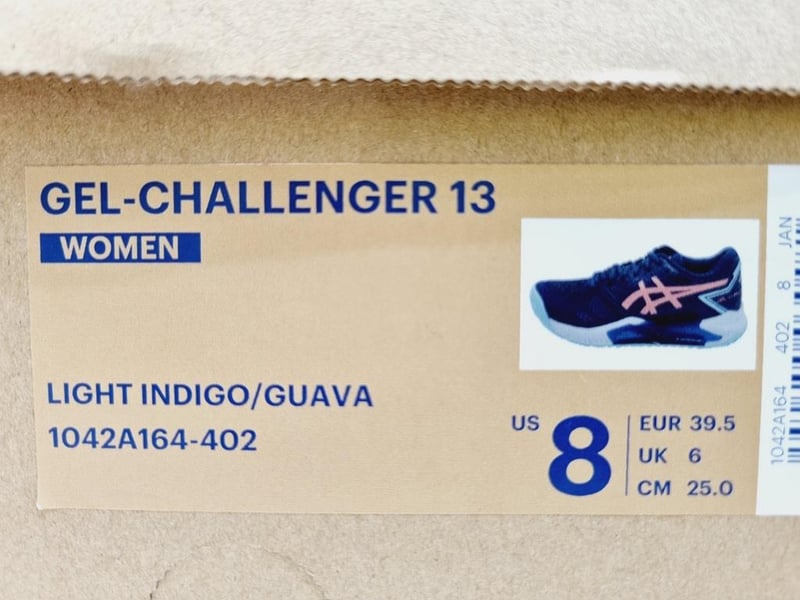 GEL-CHALLENGER 13
WOMEN
LIGHT INDIGO/GUAVA
1042A164-402
US 8
EUR 39.5
UK 6
CM 25.0
1042A164 402 8 JAN